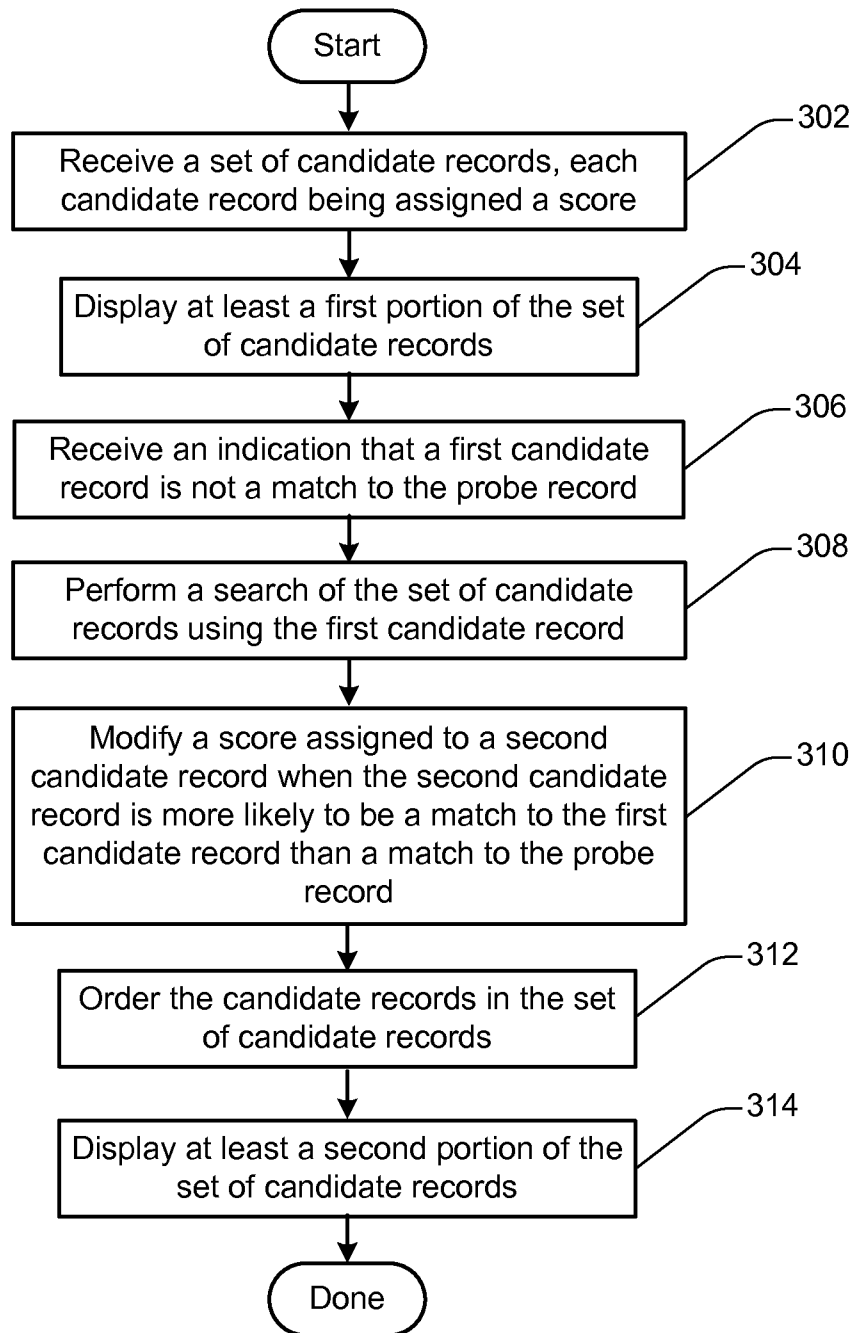 Start
302
Receive a set of candidate records, each
candidate record being assigned a score
304
Display at least a first portion of the set
of candidate records
306
Receive an indication that a first candidate
record is not a match to the probe record
308
Perform a search of the set of candidate
records using the first candidate record
310
Modify a score assigned to a second
candidate record when the second candidate
record is more likely to be a match to the first
candidate record than a match to the probe
record
312
Order the candidate records in the set
of candidate records
314
Display at least a second portion of the
set of candidate records
Done